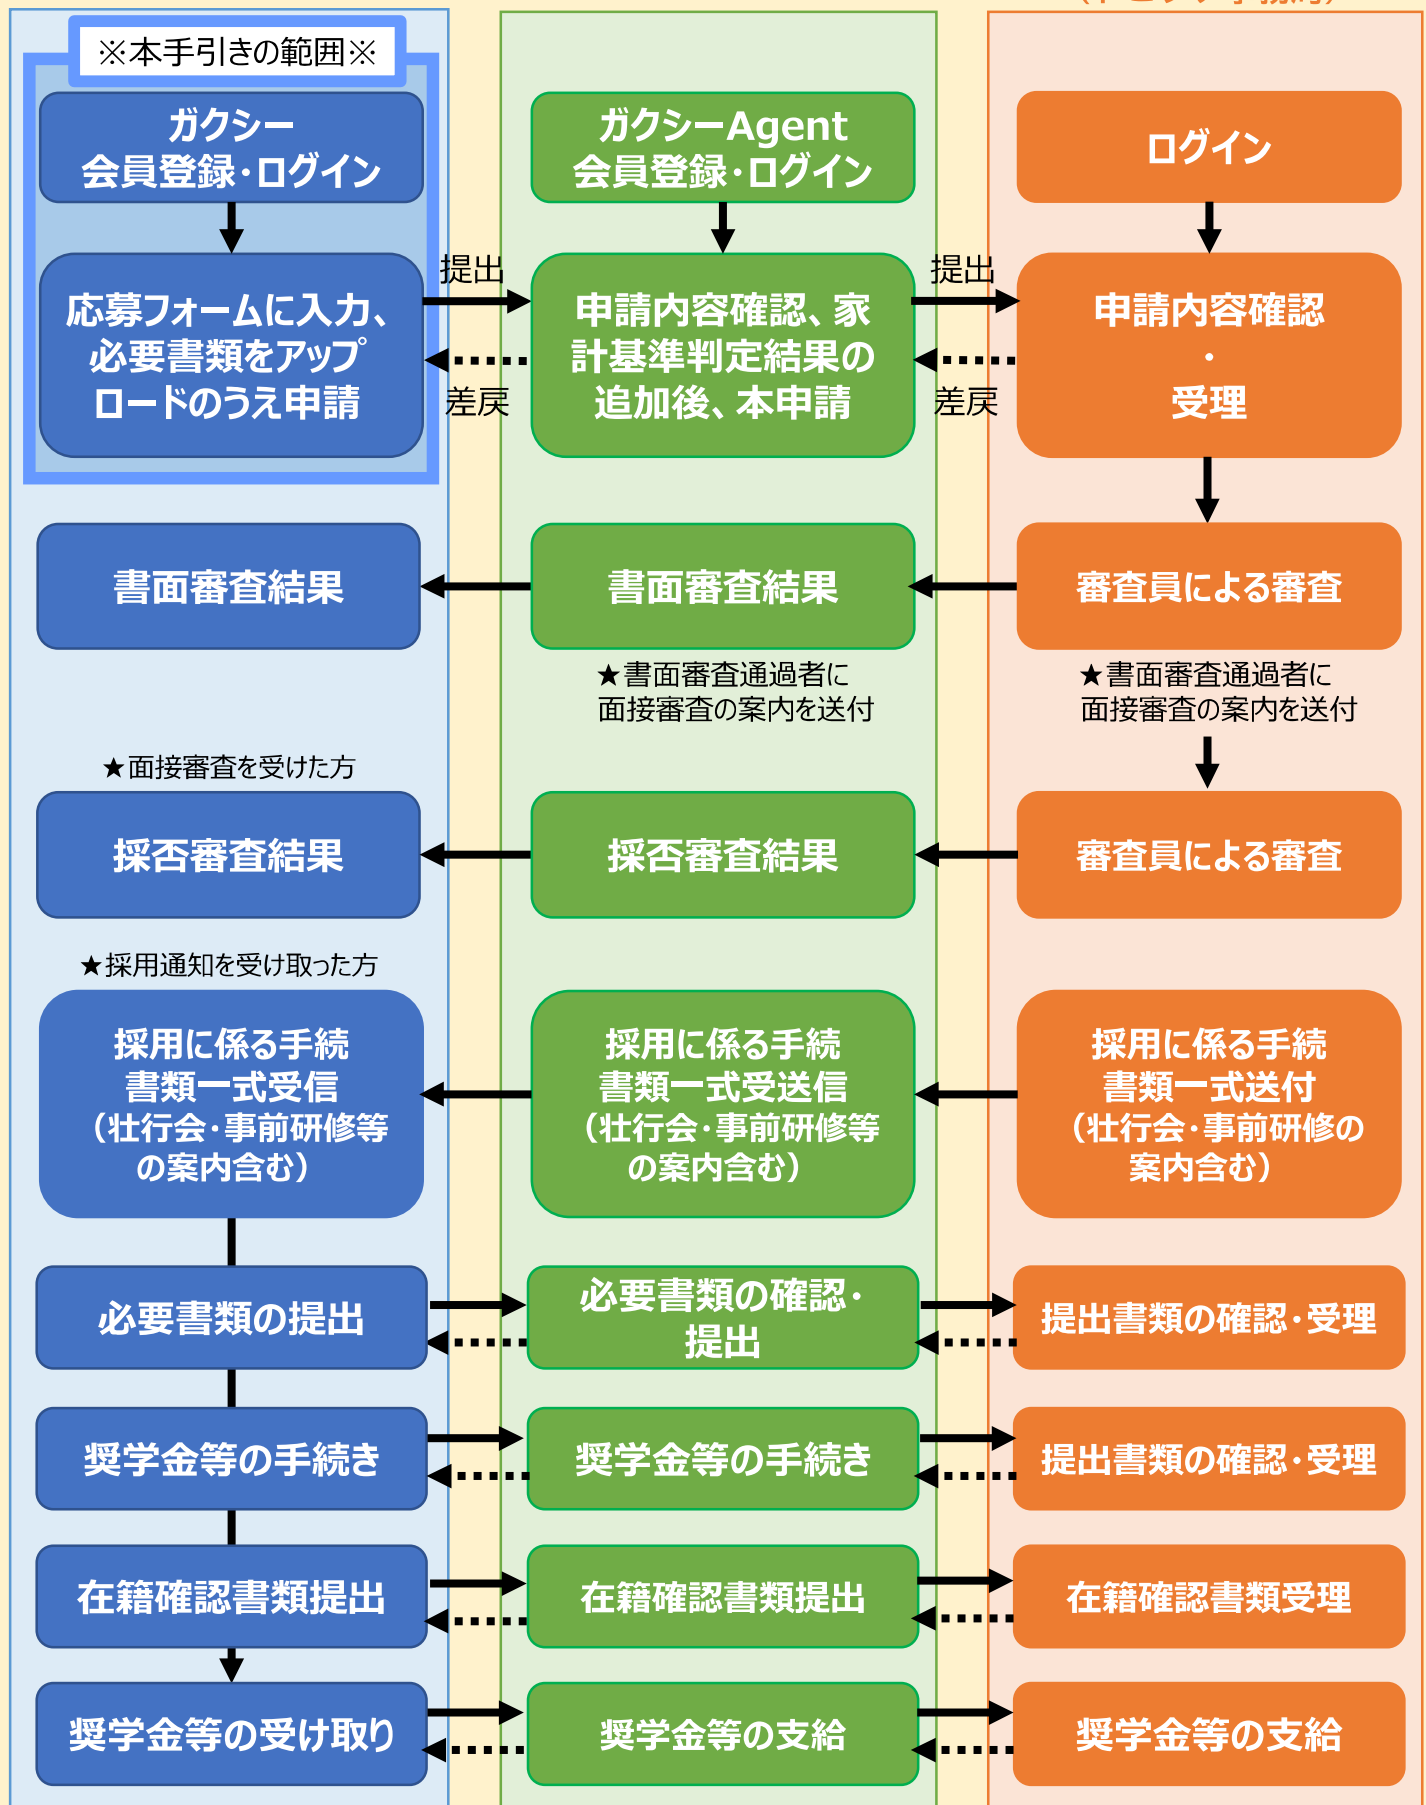 ※本手引きの範囲※
ガクシー
会員登録・ログイン
ガクシーAgent
会員登録・ログイン
ログイン
提出
提出
応募フォームに入力、
必要書類をアップ
ロードのうえ申請
申請内容確認、家
計基準判定結果の
追加後、本申請
申請内容確認
・
受理
差戻
差戻
書面審査結果
書面審査結果
審査員による審査
★書面審査通過者に
面接審査の案内を送付
★書面審査通過者に
面接審査の案内を送付
★面接審査を受けた方
採否審査結果
採否審査結果
審査員による審査
★採用通知を受け取った方
採用に係る手続
書類一式受信
（壮行会・事前研修等
の案内含む）
採用に係る手続
書類一式受送信
（壮行会・事前研修等
の案内含む）
採用に係る手続
書類一式送付
（壮行会・事前研修の
案内含む）
必要書類の提出
必要書類の確認・
提出
提出書類の確認・受理
奨学金等の手続き
奨学金等の手続き
提出書類の確認・受理
在籍確認書類提出
在籍確認書類提出
在籍確認書類受理
奨学金等の受け取り
奨学金等の支給
奨学金等の支給